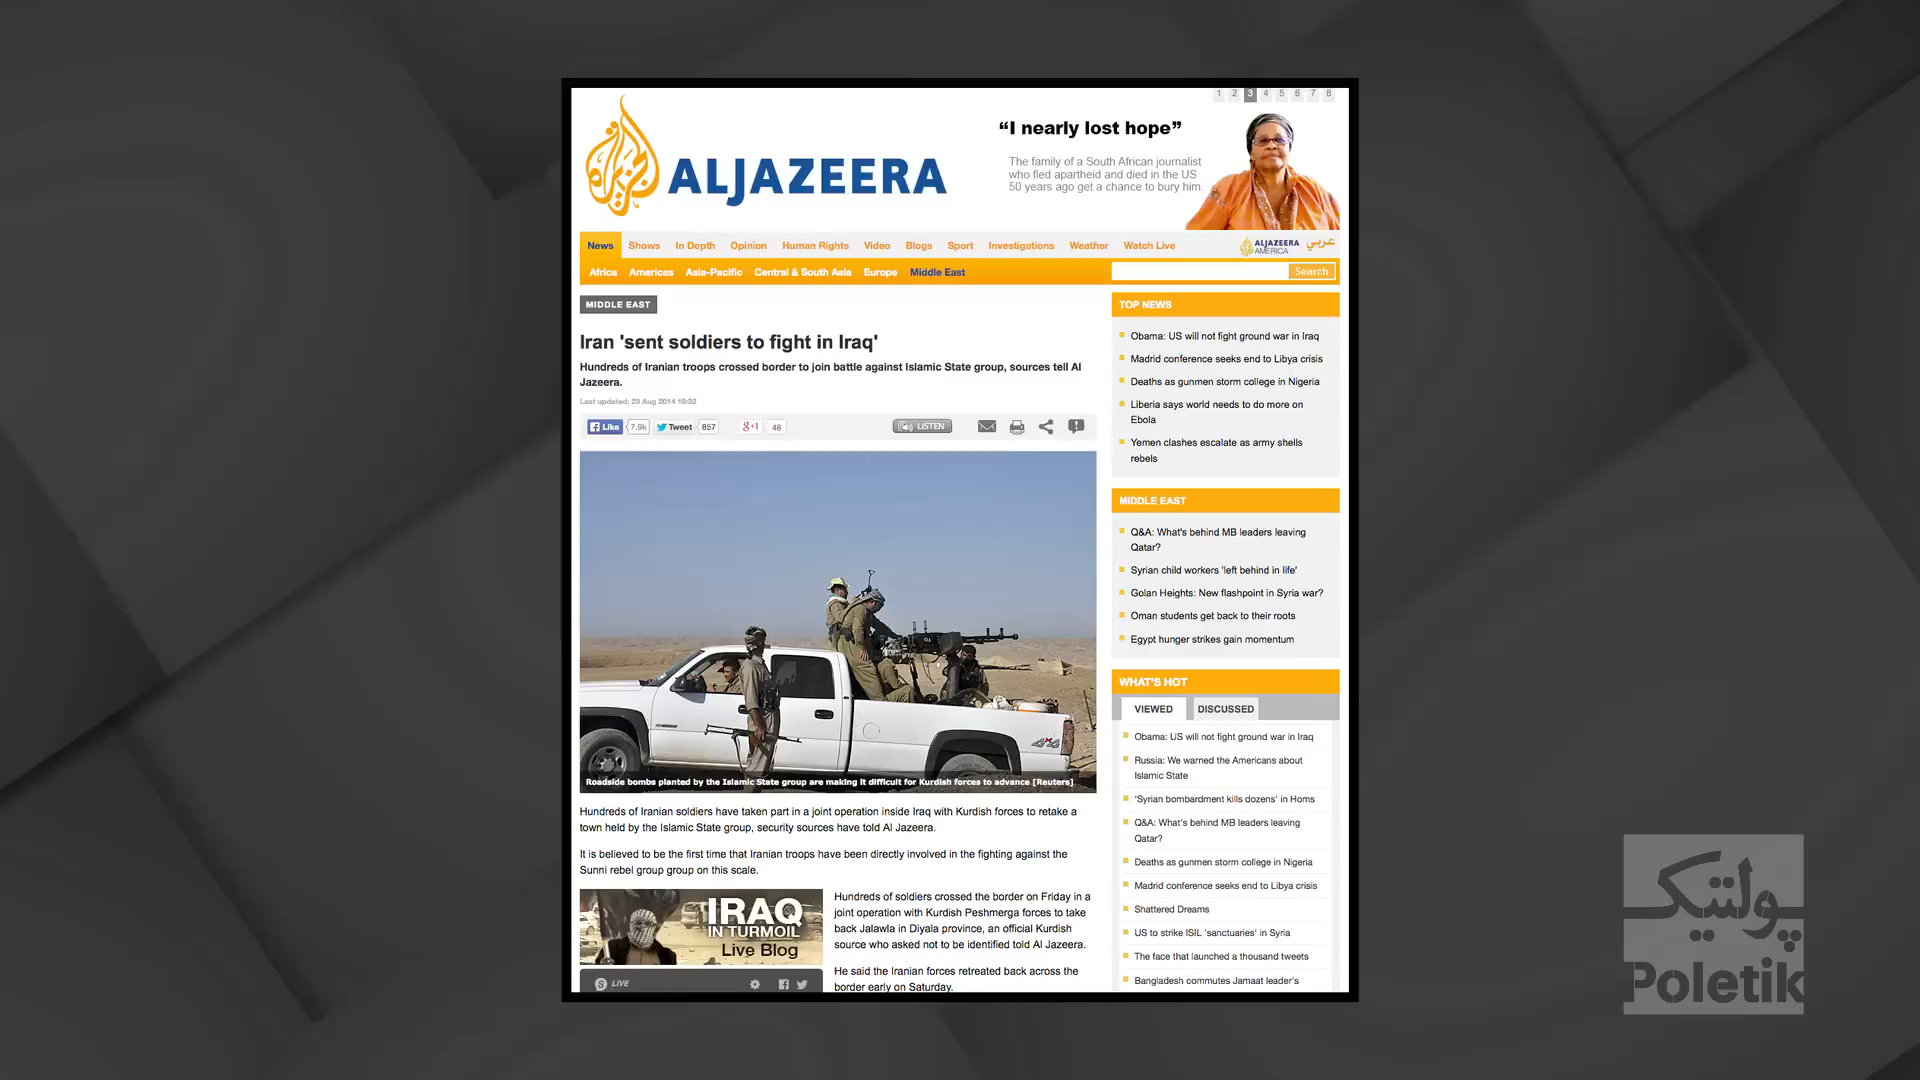 1 2 3 4 5 6 7 8
ALJAZEERA
“I nearly lost hope”
The family of a South African journalist
who fled apartheid and died in the US
50 years ago get a chance to bury him.
News Shows In Depth Opinion Human Rights Video Blogs Sport Investigations Weather Watch Live
ALJAZEERA
AMERICA
عربي
Africa Americas Asia-Pacific Central & South Asia Europe Middle East
Search
MIDDLE EAST
Iran 'sent soldiers to fight in Iraq'
Hundreds of Iranian troops crossed border to join battle against Islamic State group, sources tell Al
Jazeera.
Last updated: 23 Aug 2014 19:32
Like 7.9k Tweet 857 g+1 48 LISTEN
4x4
Roadside bombs planted by the Islamic State group are making it difficult for Kurdish forces to advance [Reuters]
Hundreds of Iranian soldiers have taken part in a joint operation inside Iraq with Kurdish forces to retake a
town held by the Islamic State group, security sources have told Al Jazeera.
It is believed to be the first time that Iranian troops have been directly involved in the fighting against the
Sunni rebel group group on this scale.
IRAQ
IN TURMOIL
Live Blog
LIVE
Hundreds of soldiers crossed the border on Friday in a
joint operation with Kurdish Peshmerga forces to take
back Jalawla in Diyala province, an official Kurdish
source who asked not to be identified told Al Jazeera.
He said the Iranian forces retreated back across the
border early on Saturday.
TOP NEWS
Obama: US will not fight ground war in Iraq
Madrid conference seeks end to Libya crisis
Deaths as gunmen storm college in Nigeria
Liberia says world needs to do more on
Ebola
Yemen clashes escalate as army shells
rebels
MIDDLE EAST
Q&A: What's behind MB leaders leaving
Qatar?
Syrian child workers 'left behind in life'
Golan Heights: New flashpoint in Syria war?
Oman students get back to their roots
Egypt hunger strikes gain momentum
WHAT'S HOT
VIEWED DISCUSSED
Obama: US will not fight ground war in Iraq
Russia: We warned the Americans about
Islamic State
'Syrian bombardment kills dozens' in Homs
Q&A: What's behind MB leaders leaving
Qatar?
Deaths as gunmen storm college in Nigeria
Madrid conference seeks end to Libya crisis
Shattered Dreams
US to strike ISIL 'sanctuaries' in Syria
The face that launched a thousand tweets
Bangladesh commutes Jamaat leader's
پولتیک
Poletik